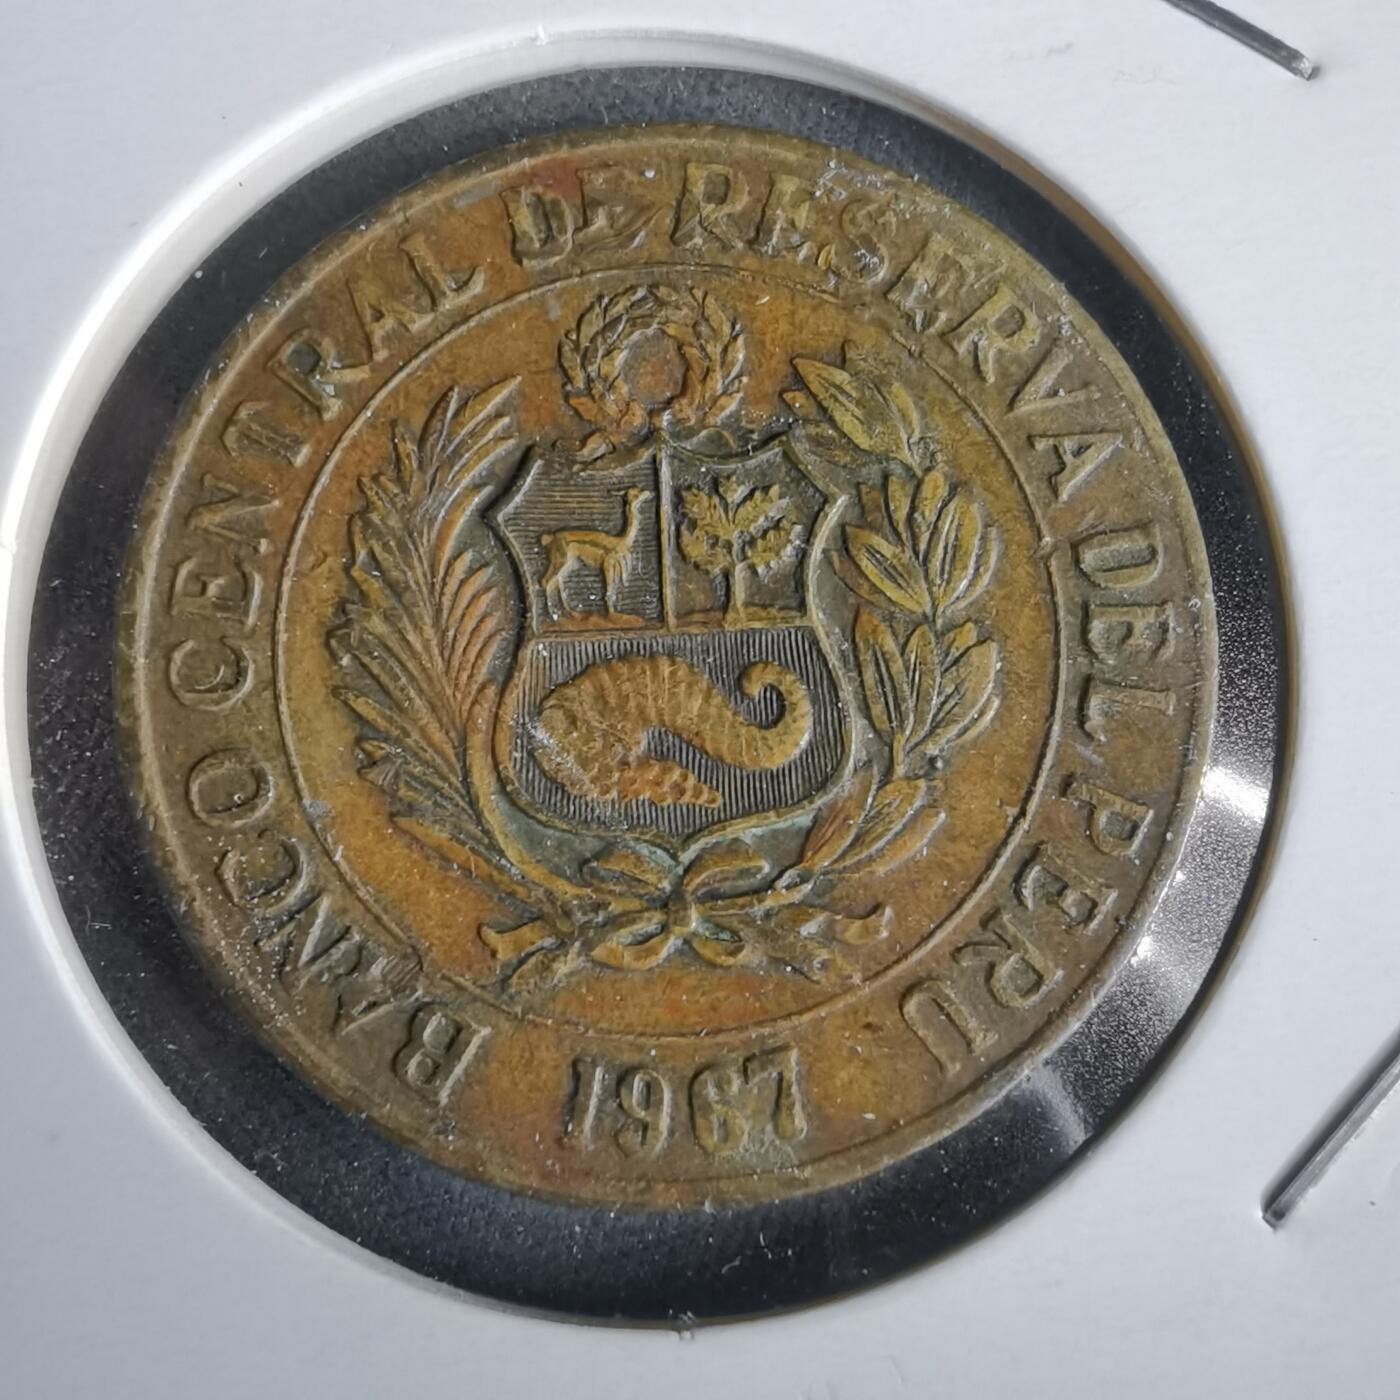 BANCO CENTRAL DE RESERVA DEL PERU
1967